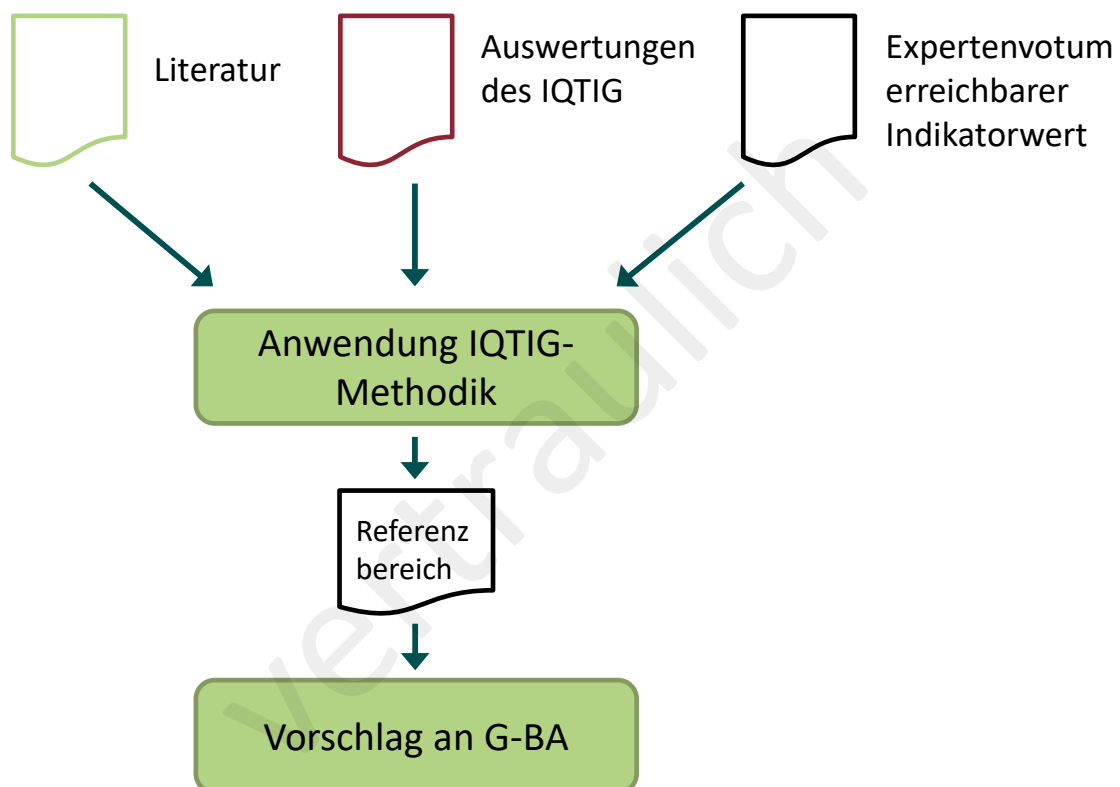 Literatur
Auswertungen
des IQTIG
Expertenvotum
erreichbarer
Indikatorwert
Anwendung IQTIG-
Methodik
Referenz
bereich
Vorschlag an G-BA
vertraulich